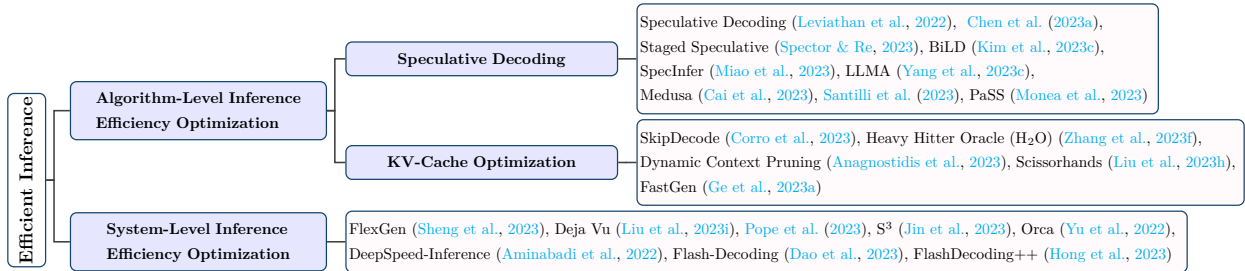 Efficient Inference
Algorithm-Level Inference
Efficiency Optimization
Speculative Decoding
Speculative Decoding (Leviathan et al., 2022), Chen et al. (2023a),
Staged Speculative (Spector & Re, 2023), BiLD (Kim et al., 2023c),
SpecInfer (Miao et al., 2023), LLMA (Yang et al., 2023c),
Medusa (Cai et al., 2023), Santilli et al. (2023), PaSS (Monea et al., 2023)
KV-Cache Optimization
SkipDecode (Corro et al., 2023), Heavy Hitter Oracle (H₂O) (Zhang et al., 2023f),
Dynamic Context Pruning (Anagnostidis et al., 2023), Scissorhands (Liu et al., 2023h),
FastGen (Ge et al., 2023a)
System-Level Inference
Efficiency Optimization
FlexGen (Sheng et al., 2023), Deja Vu (Liu et al., 2023i), Pope et al. (2023), S³ (Jin et al., 2023), Orca (Yu et al., 2022),
DeepSpeed-Inference (Aminabadi et al., 2022), Flash-Decoding (Dao et al., 2023), FlashDecoding++ (Hong et al., 2023)